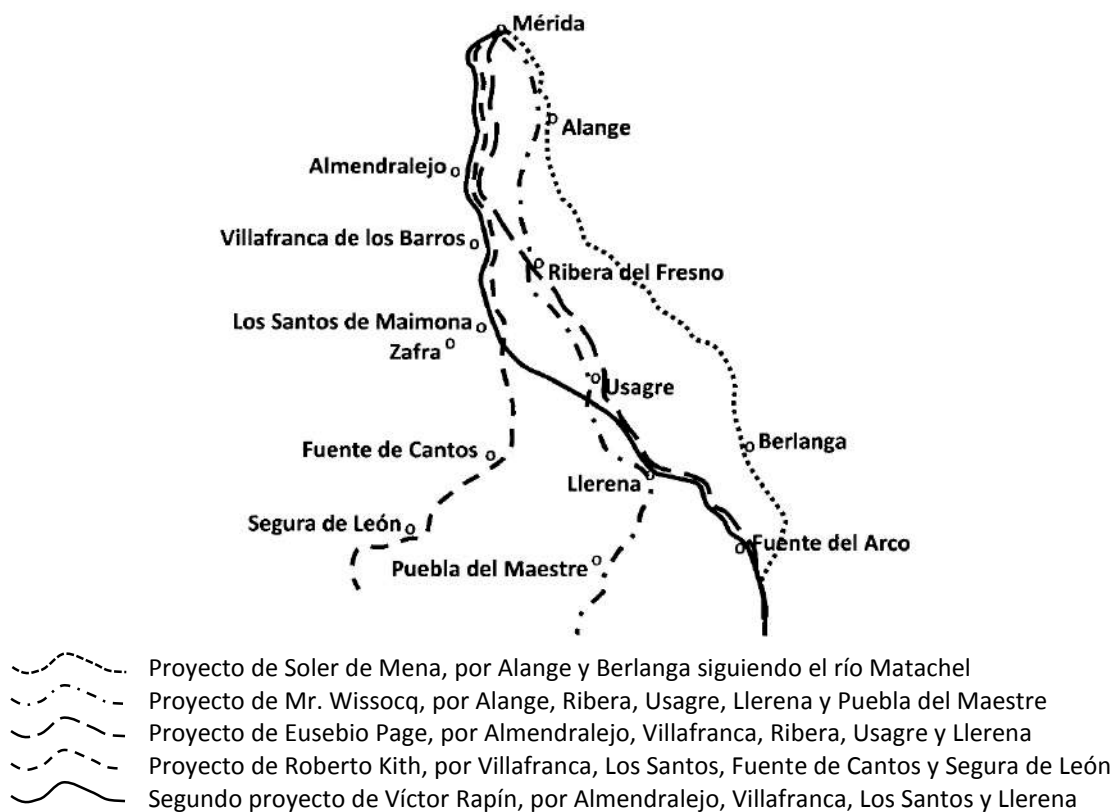 Mérida
Alange
Almendralejo
Villafranca de los Barros
Ribera del Fresno
Los Santos de Maimona
Zafra
Usagre
Fuente de Cantos
Berlanga
Llerena
Segura de León
Fuente del Arco
Puebla del Maestre
Proyecto de Soler de Mena, por Alange y Berlanga siguiendo el río Matachel
Proyecto de Mr. Wissocq, por Alange, Ribera, Usagre, Llerena y Puebla del Maestre
Proyecto de Eusebio Page, por Almendralejo, Villafranca, Ribera, Usagre y Llerena
Proyecto de Roberto Kith, por Villafranca, Los Santos, Fuente de Cantos y Segura de León
Segundo proyecto de Víctor Rapín, por Almendralejo, Villafranca, Los Santos y Llerena